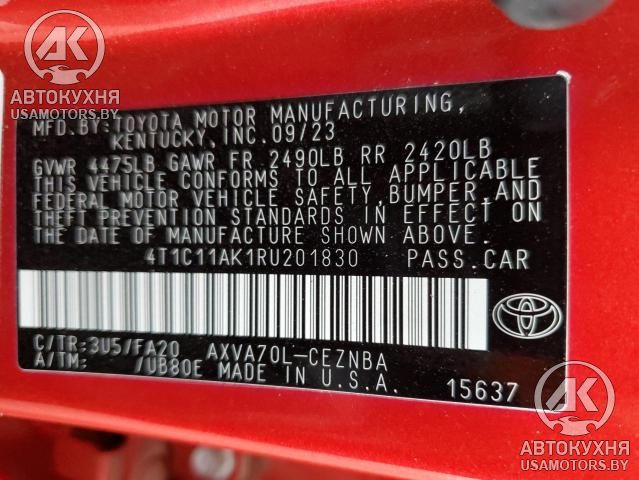 АК
АВТОКУХНЯ
USAMOTORS.BY
MFD.BY:TOYOTA MOTOR MANUFACTURING,
KENTUCKY, INC.09/23
GVWR 4475LB GAWR FR 2490LB RR 2420LB
THIS VEHICLE CONFORMS TO ALL APPLICABLE
FEDERAL MOTOR VEHICLE SAFETY,BUMPER,AND
THEFT PREVENTION STANDARDS IN EFFECT ON
THE DATE OF MANUFACTURE SHOWN ABOVE.
4T1C11AK1RU201830 PASS.CAR
C/TR:3U5/FA20 AXVA70L-CEZNBA
A/TM: /UB80E MADE IN U.S.A.
15637
АК
АВТОКУХНЯ
USAMOTORS.BY